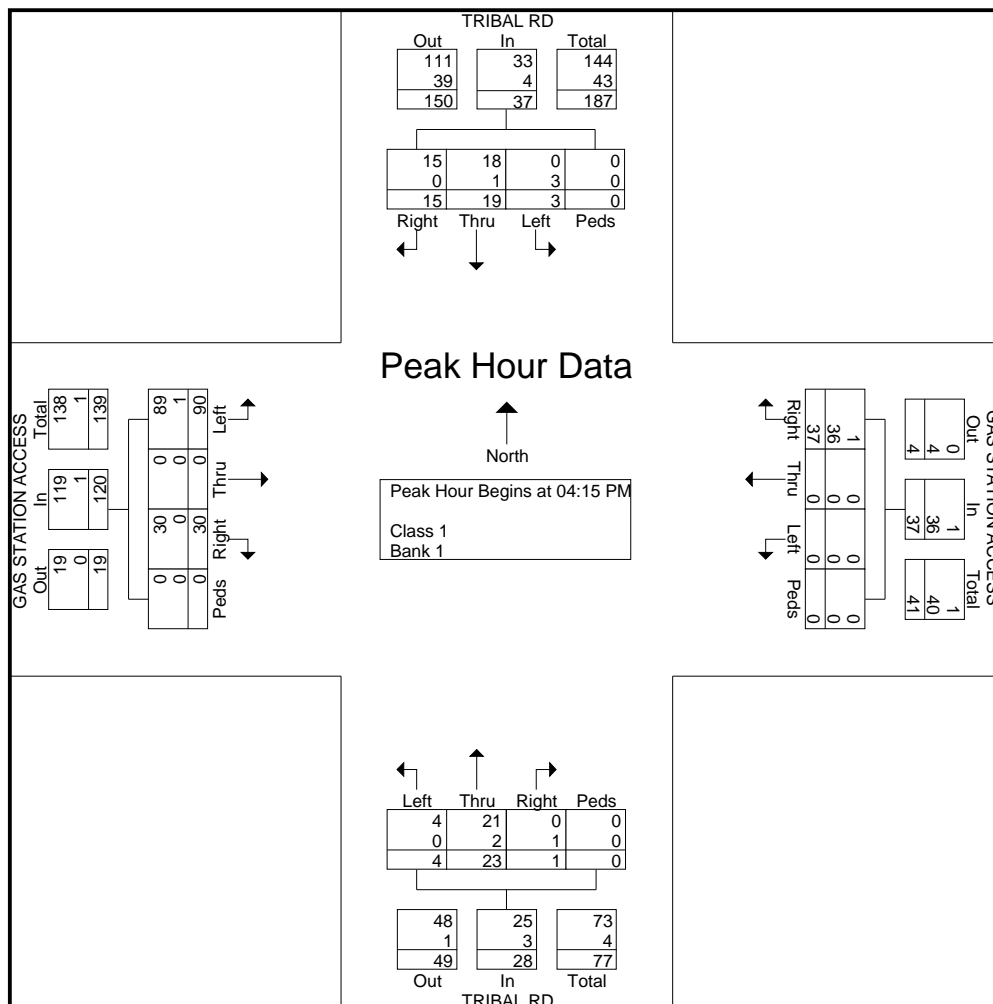 TRIBAL RD
Out In Total
111 33 144
39 4 43
150 37 187
15 18 0 0
0 1 3 0
15 19 3 0
Right Thru Left Peds
Peak Hour Data
North
Peak Hour Begins at 04:15 PM
Class 1
Bank 1
GAS STATION ACCESS
Total In Out
138 119 19
1 1 0
139 120 19
89 0 30 0
1 0 0 0
90 0 30 0
Left Thru Right Peds
GAS STATION ACCESS
Out In Total
0 1 1
4 36 40
4 37 41
1 0 0 0
36 0 0 0
37 0 0 0
Right Thru Left Peds
Left Thru Right Peds
4 21 0 0
0 2 1 0
4 23 1 0
48 25 73
1 3 4
49 28 77
Out In Total
TRIBAL RD